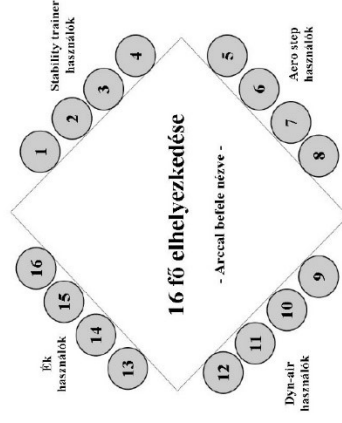 Stability trainer
használók
1
2
3
4
Aero step
használók
5
6
7
8
16 fő elhelyezkedése
- Arccal befele nézve -
Ék
használók
16
15
14
13
Dyn-air
használók
12
11
10
9